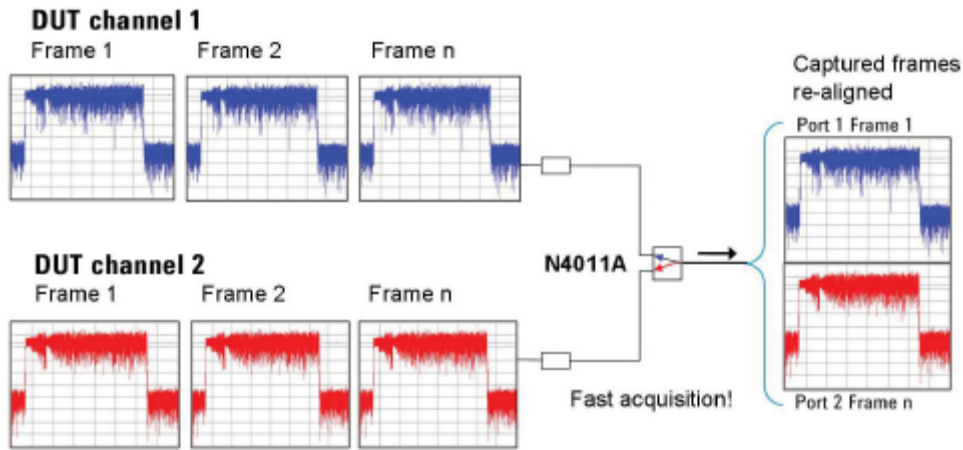 DUT channel 1
Frame 1
Frame 2
Frame n
DUT channel 2
Frame 1
Frame 2
Frame n
N4011A
Fast acquisition!
Captured frames
re-aligned
Port 1 Frame 1
Port 2 Frame n